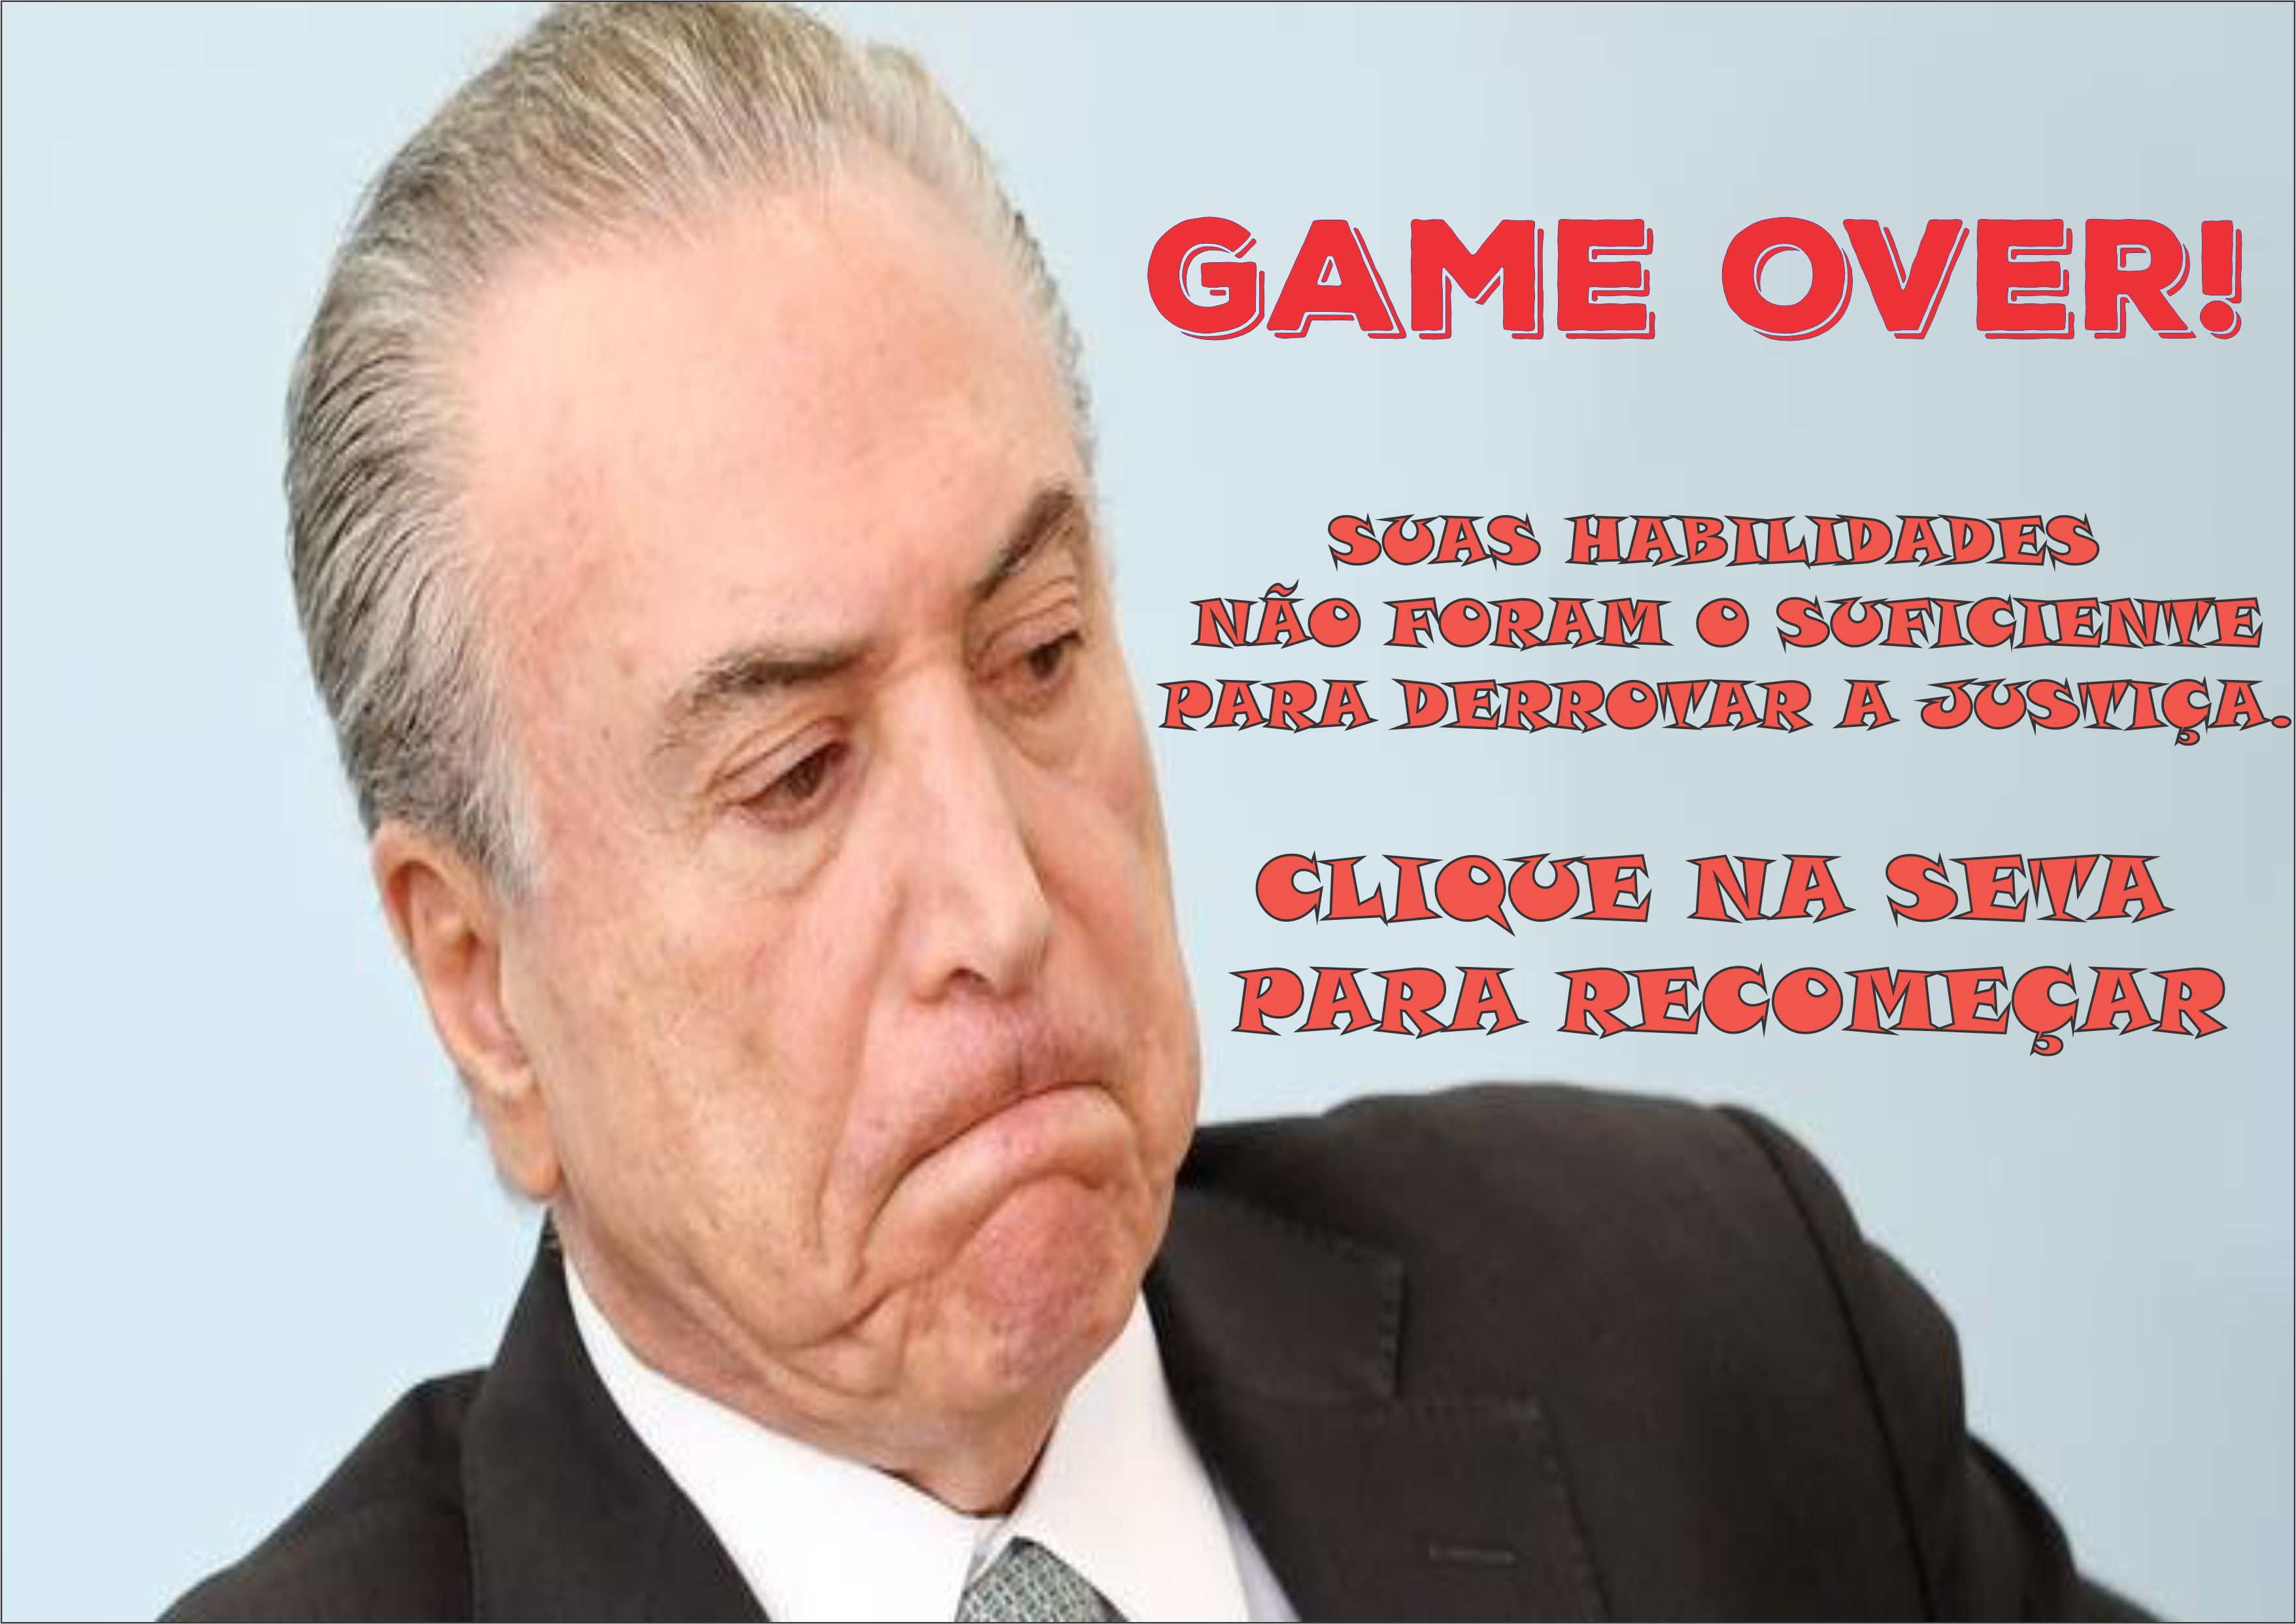 GAME OVER!
SUAS HABILIDADES
NÃO FORAM O SUFICIENTE
PARA DERROTAR A JUSTIÇA.
CLIQUE NA SETA
PARA RECOMEÇAR